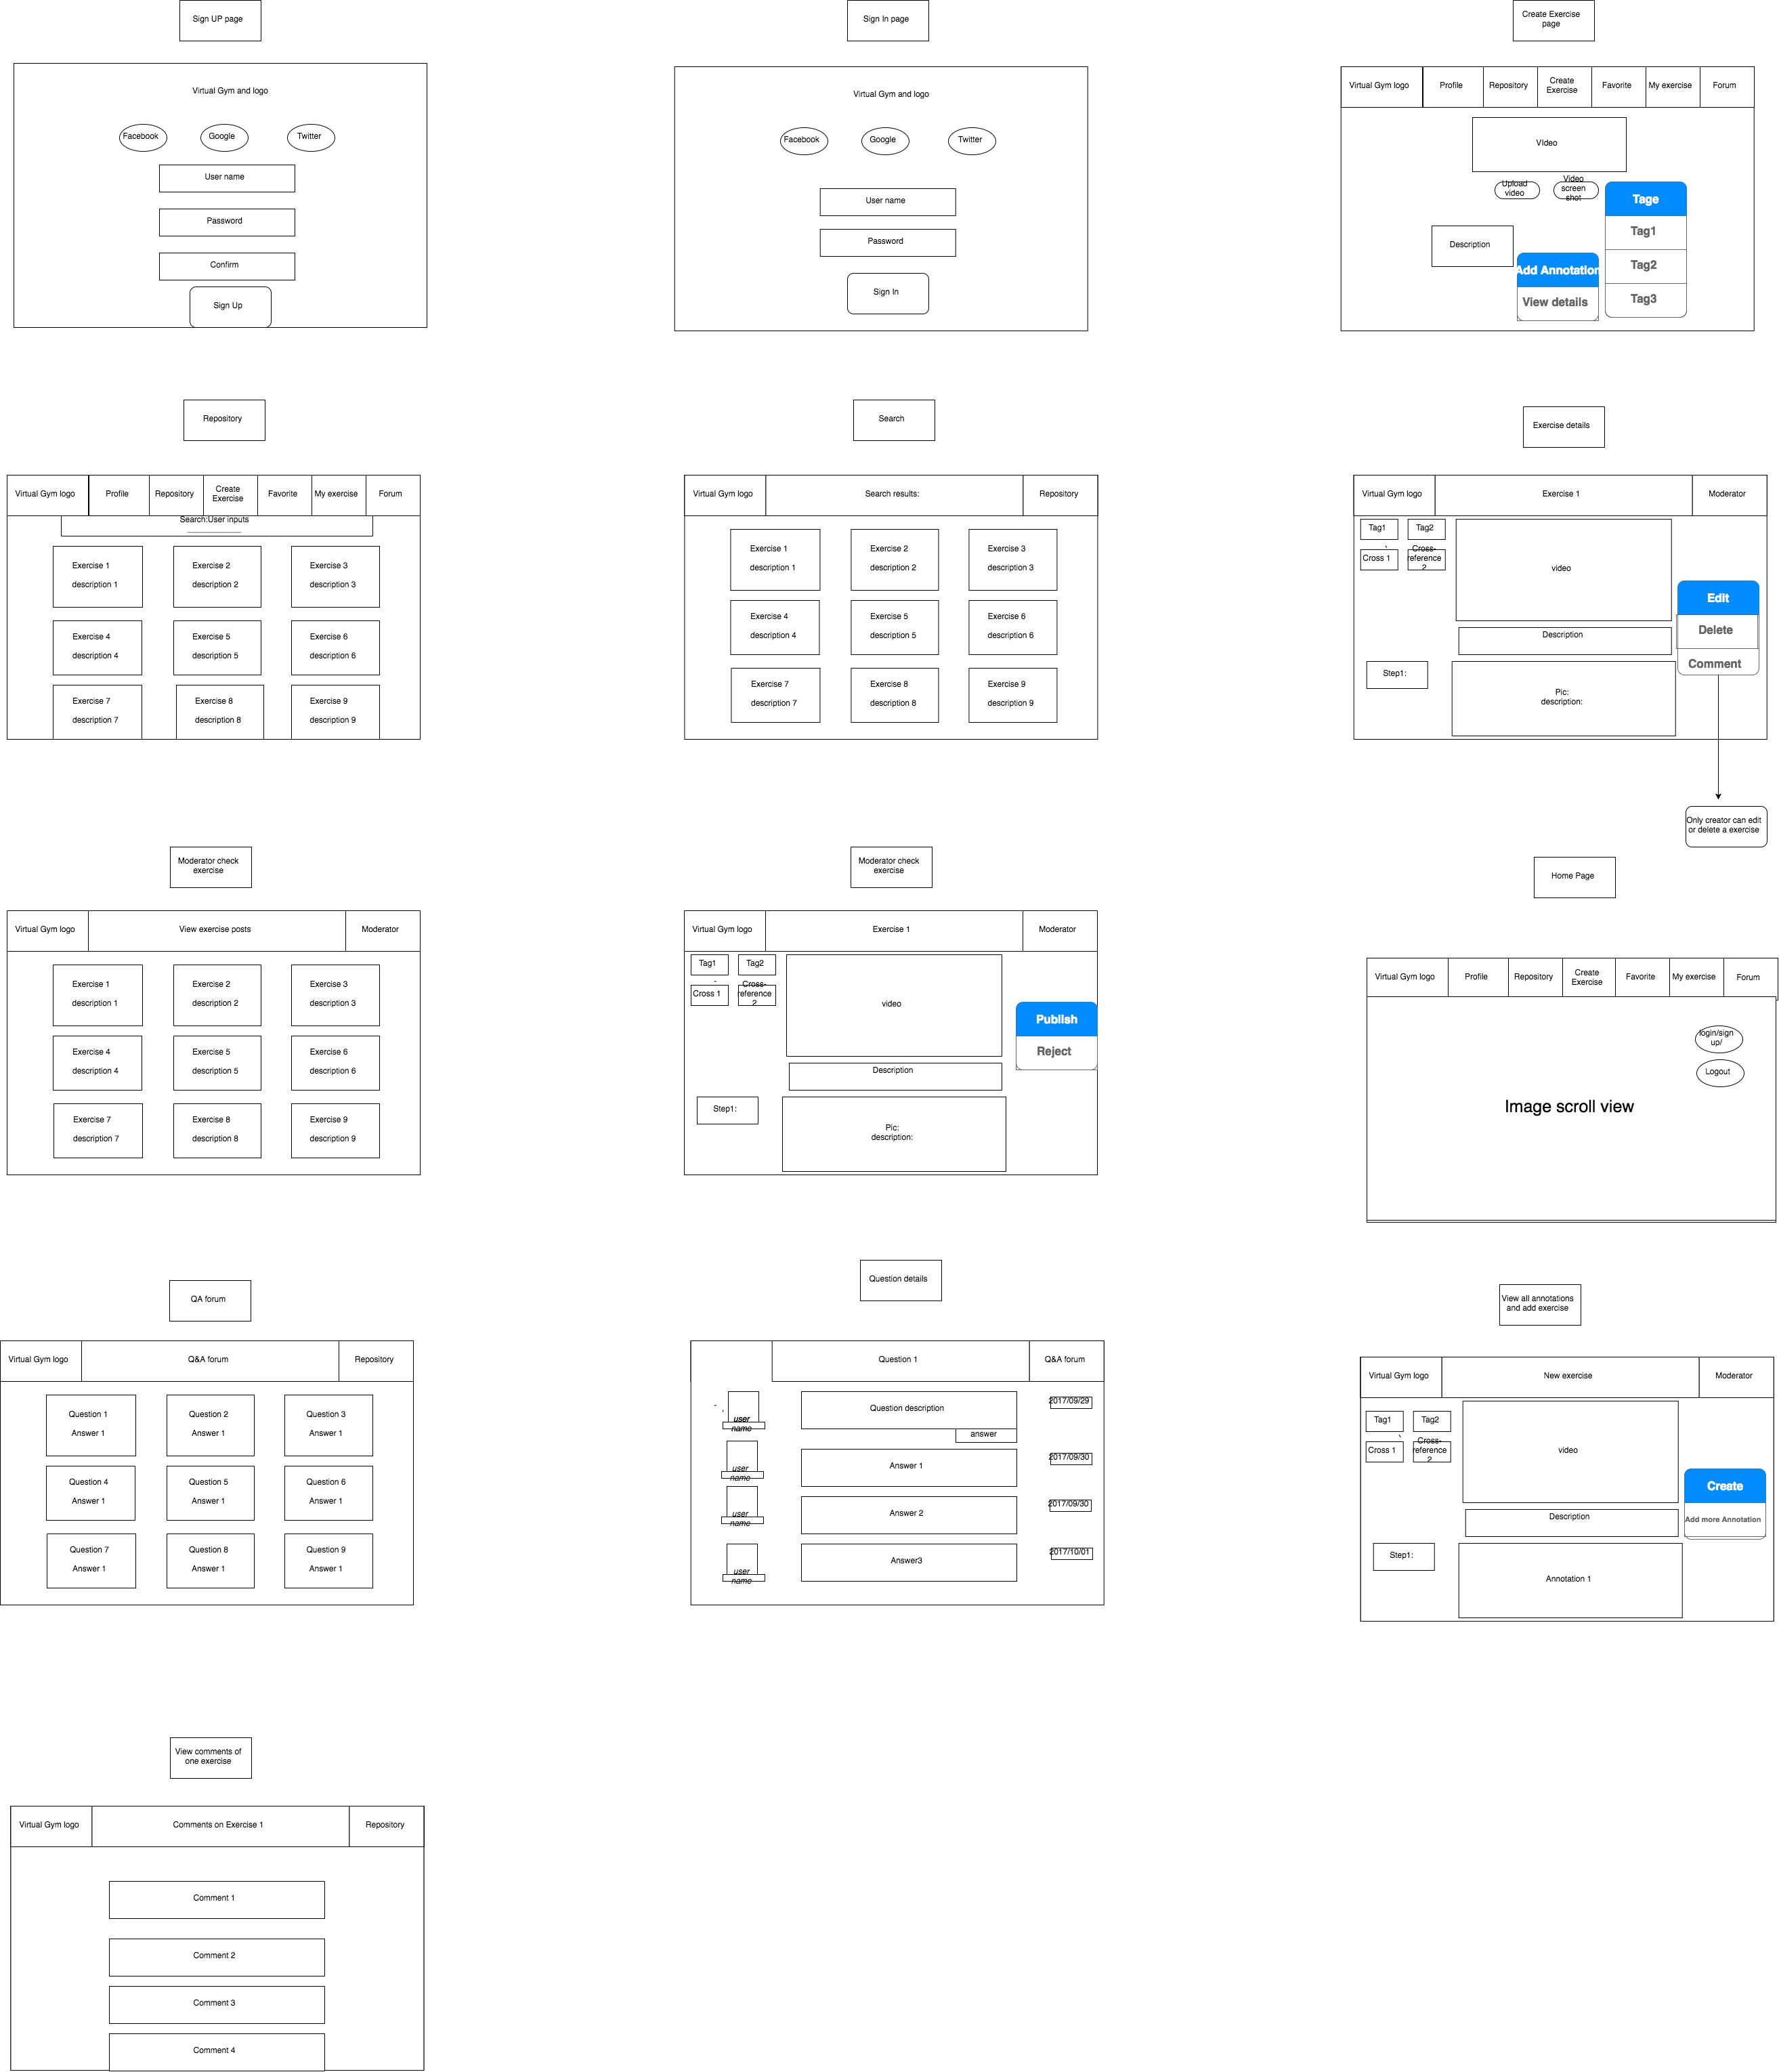 Sign UP page
Virtual Gym and logo
Facebook
Google
Twitter
User name
Password
Confirm
Sign Up
Sign In page
Virtual Gym and logo
Facebook
Google
Twitter
User name
Password
Sign In
Create Exercise
page
Virtual Gym logo
Profile
Repository
Create
Exercise
Favorite
My exercise
Forum
VIdeo
Upload
video
Video
screen
shot
Tage
Tag1
Tag2
Tag3
Description
Add Annotation
View details
Repository
Virtual Gym logo
Profile
Repository
Create
Exercise
Favorite
My exercise
Forum
Search:User inputs
Exercise 1
description 1
Exercise 2
description 2
Exercise 3
description 3
Exercise 4
description 4
Exercise 5
description 5
Exercise 6
description 6
Exercise 7
description 7
Exercise 8
description 8
Exercise 9
description 9
Search
Virtual Gym logo
Search results:
Repository
Exercise 1
description 1
Exercise 2
description 2
Exercise 3
description 3
Exercise 4
description 4
Exercise 5
description 5
Exercise 6
description 6
Exercise 7
description 7
Exercise 8
description 8
Exercise 9
description 9
Exercise details
Virtual Gym logo
Exercise 1
Moderator
Tag1
Tag2
Cross 1
Cross-
reference
2
video
Edit
Delete
Comment
Description
Step1:
Pic:
description:
Only creator can edit
or delete a exercise
Moderator check
exercise
Virtual Gym logo
View exercise posts
Moderator
Exercise 1
description 1
Exercise 2
description 2
Exercise 3
description 3
Exercise 4
description 4
Exercise 5
description 5
Exercise 6
description 6
Exercise 7
description 7
Exercise 8
description 8
Exercise 9
description 9
Moderator check
exercise
Virtual Gym logo
Exercise 1
Moderator
Tag1
Tag2
Cross 1
Cross-
reference
2
video
Publish
Reject
Description
Step1:
Pic:
description:
Home Page
Virtual Gym logo
Profile
Repository
Create
Exercise
Favorite
My exercise
Forum
login/sign
up/
Logout
Image scroll view
QA forum
Virtual Gym logo
Q&A forum
Repository
Question 1
Answer 1
Question 2
Answer 1
Question 3
Answer 1
Question 4
Answer 1
Question 5
Answer 1
Question 6
Answer 1
Question 7
Answer 1
Question 8
Answer 1
Question 9
Answer 1
Question details
Question 1
Q&A forum
user
name
Question description
2017/09/29
answer
user
name
Answer 1
2017/09/30
user
name
Answer 2
2017/09/30
user
name
Answer3
2017/10/01
View all annotations
and add exercise
Virtual Gym logo
New exercise
Moderator
Tag1
Tag2
Cross 1
Cross-
reference
2
video
Create
Add more Annotation
Description
Step1:
Annotation 1
View comments of
one exercise
Virtual Gym logo
Comments on Exercise 1
Repository
Comment 1
Comment 2
Comment 3
Comment 4